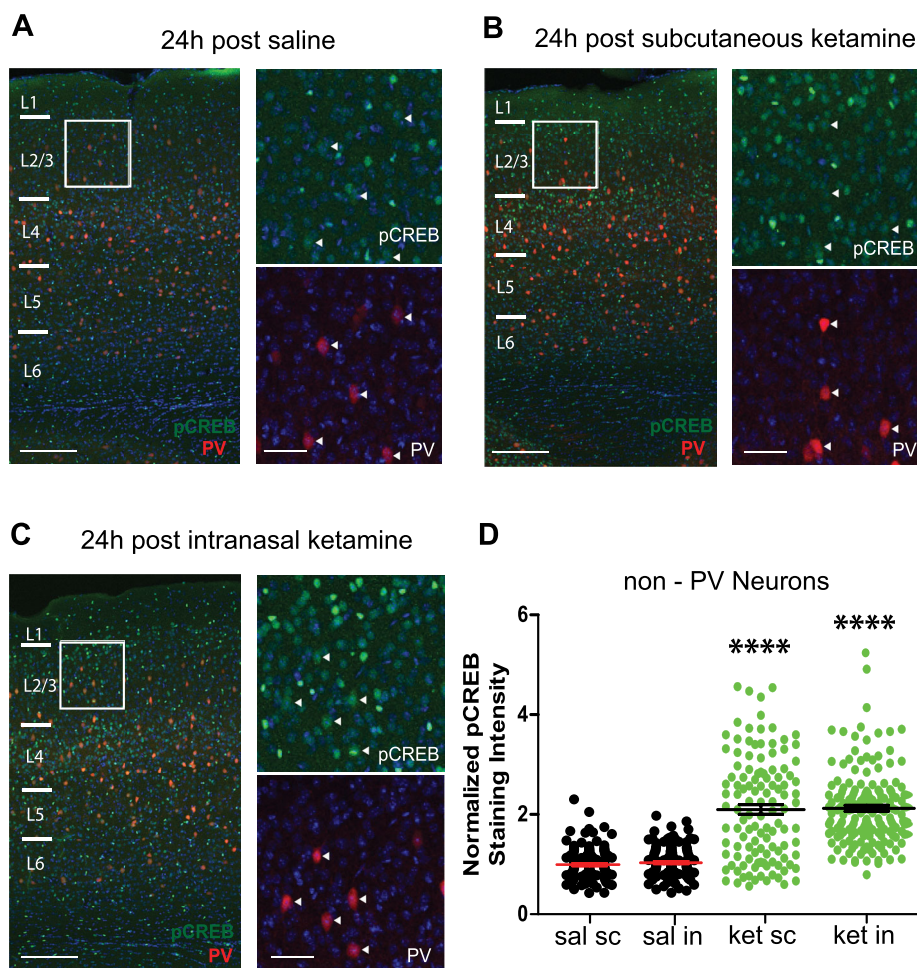 A
24h post saline
L1
L2/3
L4
L5
L6
pCREB
PV
pCREB
PV
B
24h post subcutaneous ketamine
L1
L2/3
L4
L5
L6
pCREB
PV
pCREB
PV
C
24h post intranasal ketamine
L1
L2/3
L4
L5
L6
pCREB
PV
pCREB
PV
D
non - PV Neurons
Normalized pCREB
Staining Intensity
6
4
2
0
****
****
sal sc
sal in
ket sc
ket in